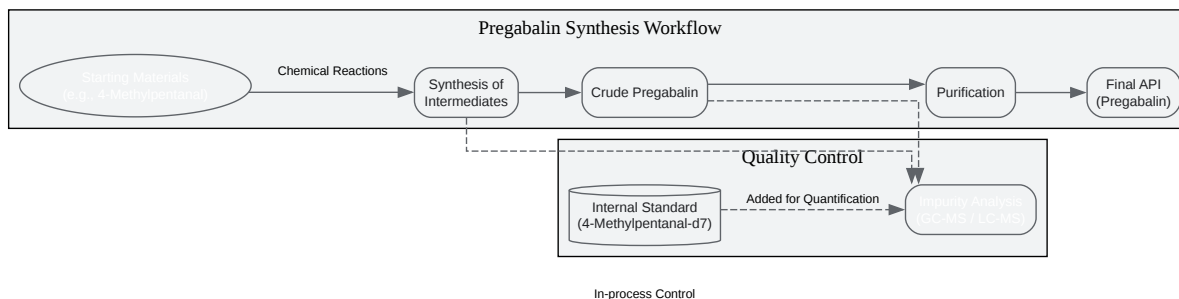 Pregabalin Synthesis Workflow
Starting Materials
(e.g., 4-Methylpentanal)
Chemical Reactions
Synthesis of
Intermediates
Crude Pregabalin
Purification
Final API
(Pregabalin)
Quality Control
Internal Standard
(4-Methylpentanal-d7)
Added for Quantification
Impurity Analysis
(GC-MS / LC-MS)
In-process Control